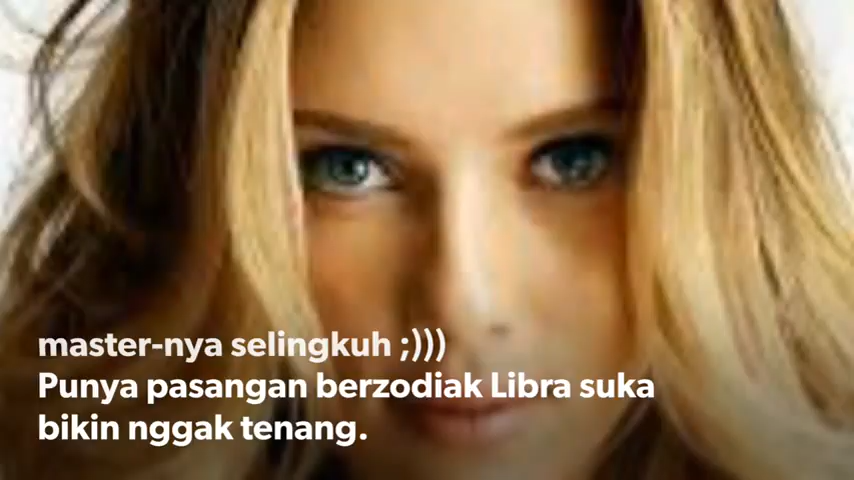 master-nya selingkuh ;)))
Punya pasangan berzodiak Libra suka
bikin nggak tenang.